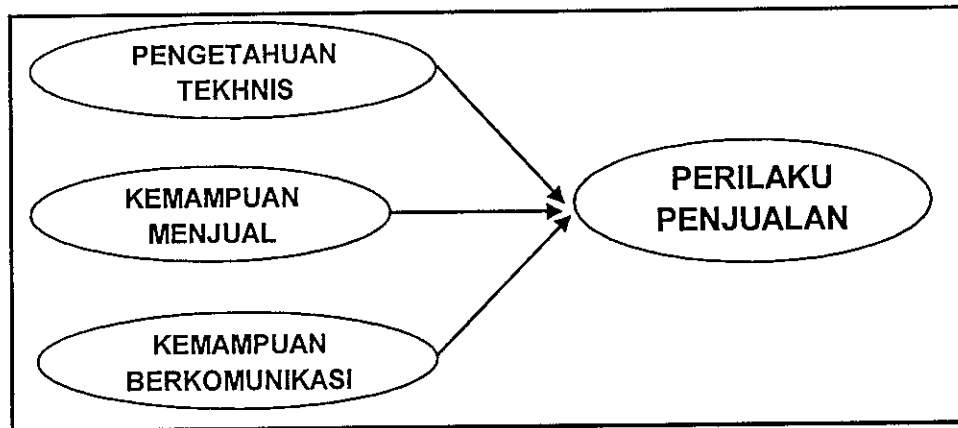 PENGETAHUAN
TEKHNIS
KEMAMPUAN
MENJUAL
KEMAMPUAN
BERKOMUNIKASI
PERILAKU
PENJUALAN